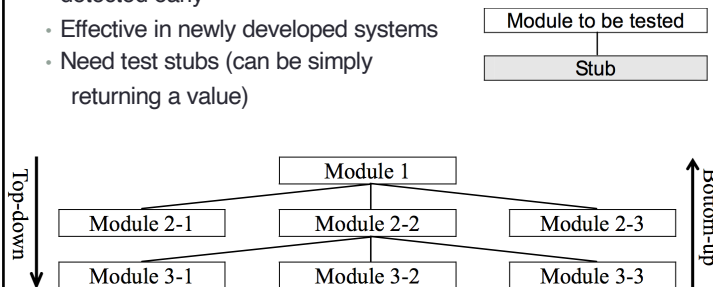 detected early
• Effective in newly developed systems
• Need test stubs (can be simply
returning a value)
Module to be tested
Stub
Top-down
Module 1
Bottom-up
Module 2-1
Module 2-2
Module 2-3
Module 3-1
Module 3-2
Module 3-3